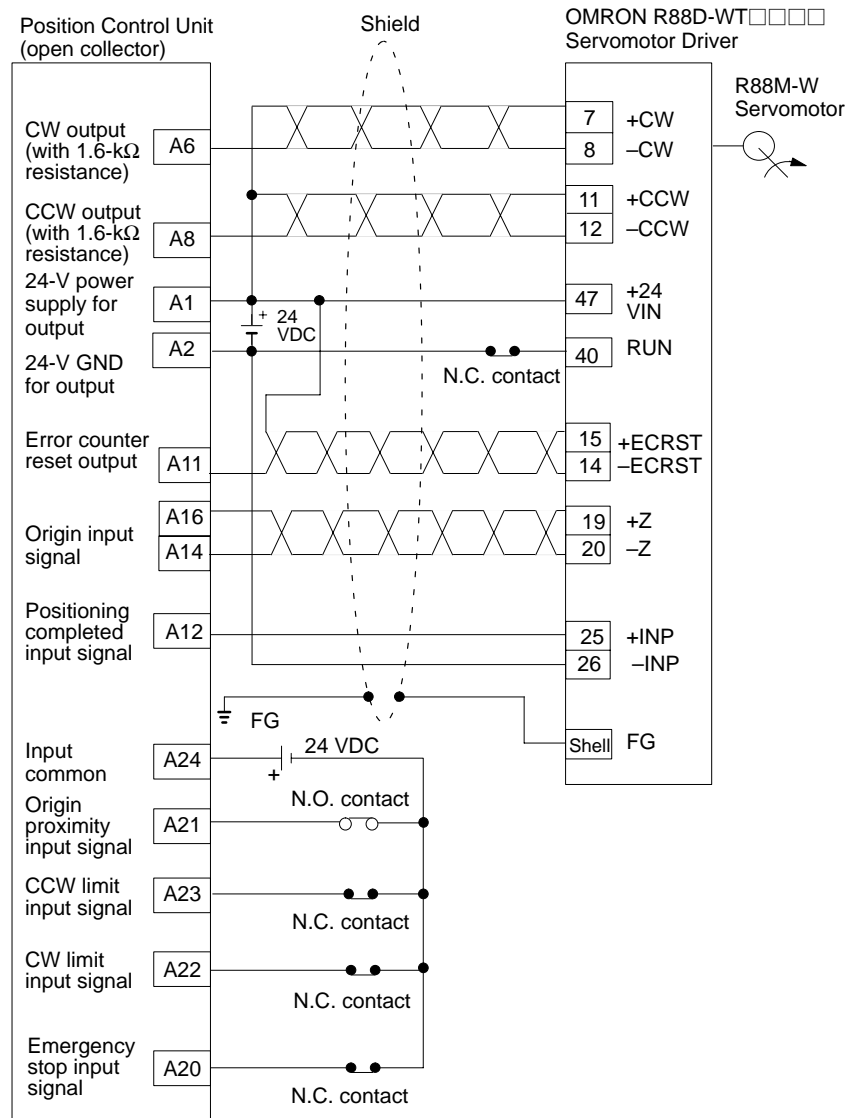 Position Control Unit
(open collector)
Shield
OMRON R88D-WT□□□□
Servomotor Driver
R88M-W
Servomotor
CW output
(with 1.6-kΩ
resistance)
A6
7
+CW
8
–CW
CCW output
(with 1.6-kΩ
resistance)
A8
11
+CCW
12
–CCW
24-V power
supply for
output
A1
+ 24
VDC
47
+24
VIN
24-V GND
for output
A2
N.C. contact
40
RUN
Error counter
reset output
A11
15
+ECRST
14
–ECRST
Origin input
signal
A16
A14
19
+Z
20
–Z
Positioning
completed
input signal
A12
25
+INP
26
–INP
FG
Shell
FG
Input
common
A24
+
24 VDC
Origin
proximity
input signal
A21
N.O. contact
CCW limit
input signal
A23
N.C. contact
CW limit
input signal
A22
N.C. contact
Emergency
stop input
signal
A20
N.C. contact